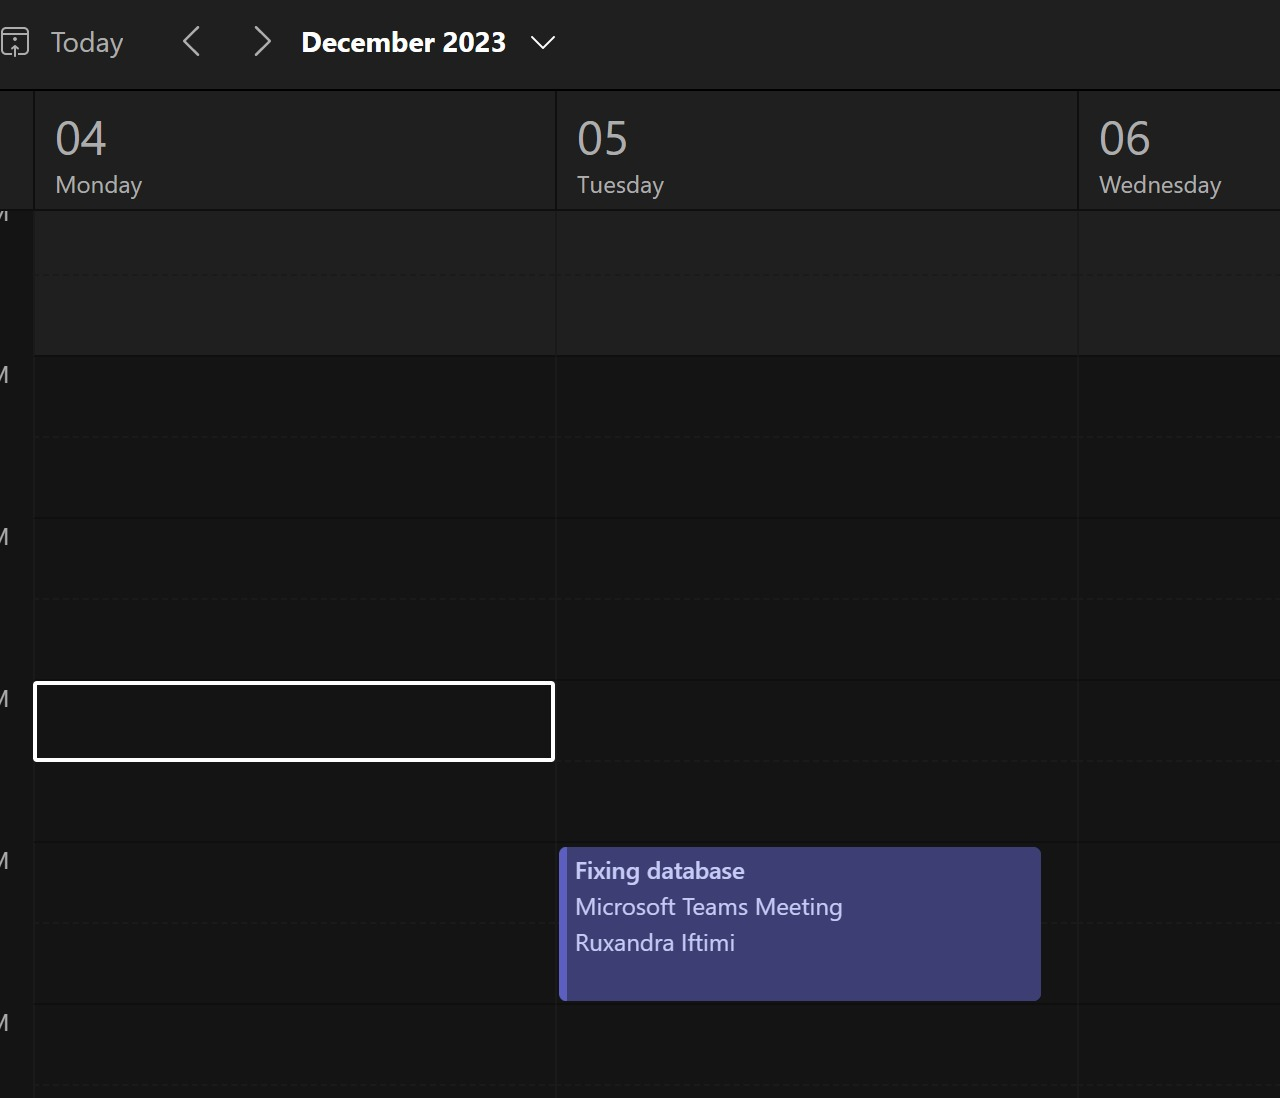 Today
December 2023
04
Monday
05
Tuesday
06
Wednesday
M
M
M
M
M
Fixing database
Microsoft Teams Meeting
Ruxandra Iftimi
M